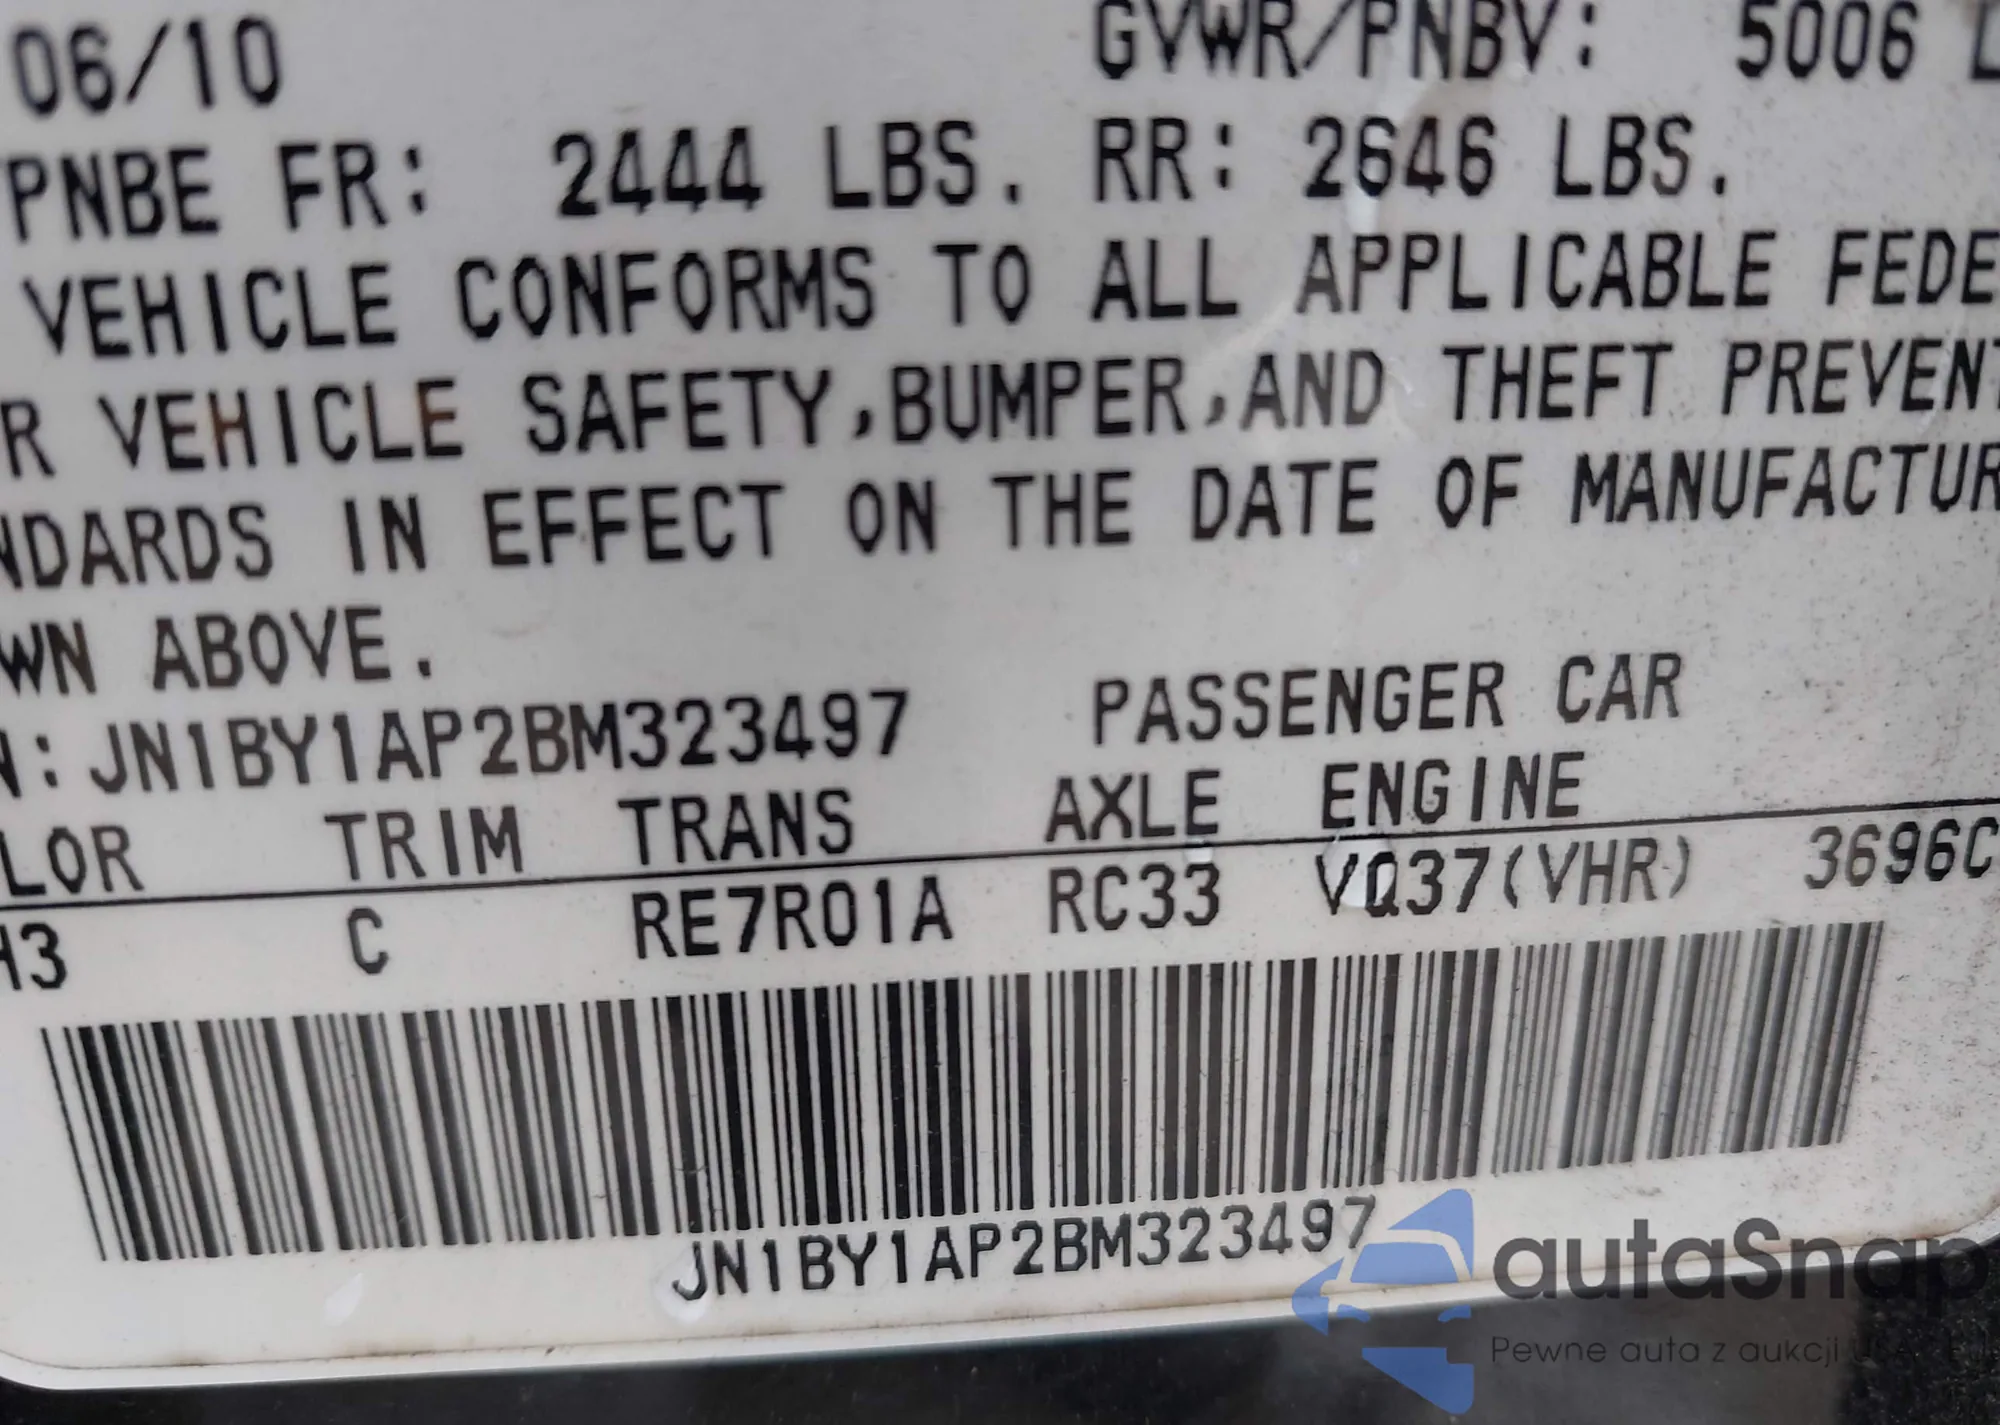 06/10 GVWR/PNBV: 5006 L
PNBE FR: 2444 LBS. RR: 2646 LBS.
VEHICLE CONFORMS TO ALL APPLICABLE FEDE
R VEHICLE SAFETY,BUMPER,AND THEFT PREVENT
NDARDS IN EFFECT ON THE DATE OF MANUFACTUR
WN ABOVE.
N:JN1BY1AP2BM323497 PASSENGER CAR
LOR TRIM TRANS AXLE ENGINE
H3 C RE7R01A RC33 VQ37(VHR) 3696C
JN1BY1AP2BM323497
autaSnap
Pewne auta z aukcji USA